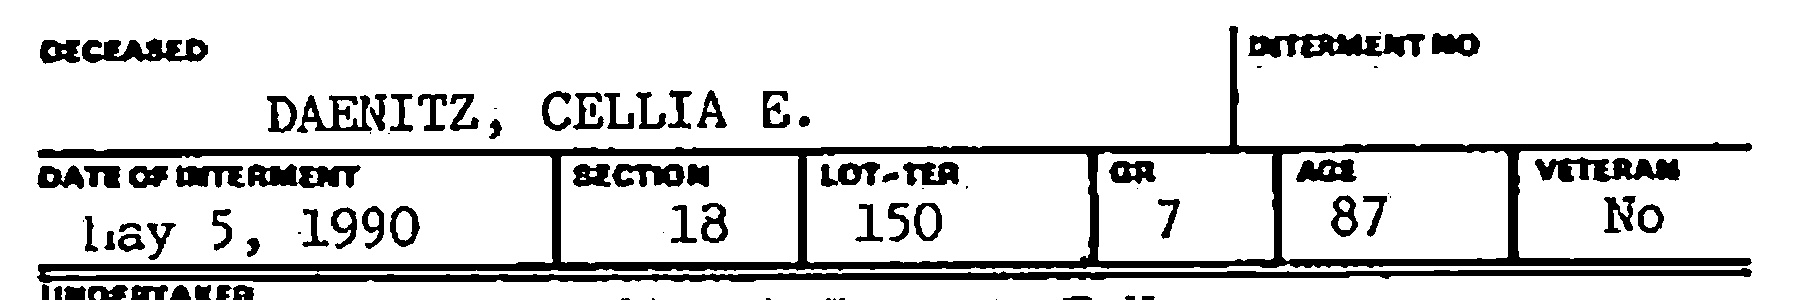 DECEASED
INTERMENT NO
DAENITZ, CELLIA E.
DATE OF INTERMENT SECTION LOT-TER GR AGE VETERAN
May 5, 1990 18 150 7 87 No
UNDERTAKER